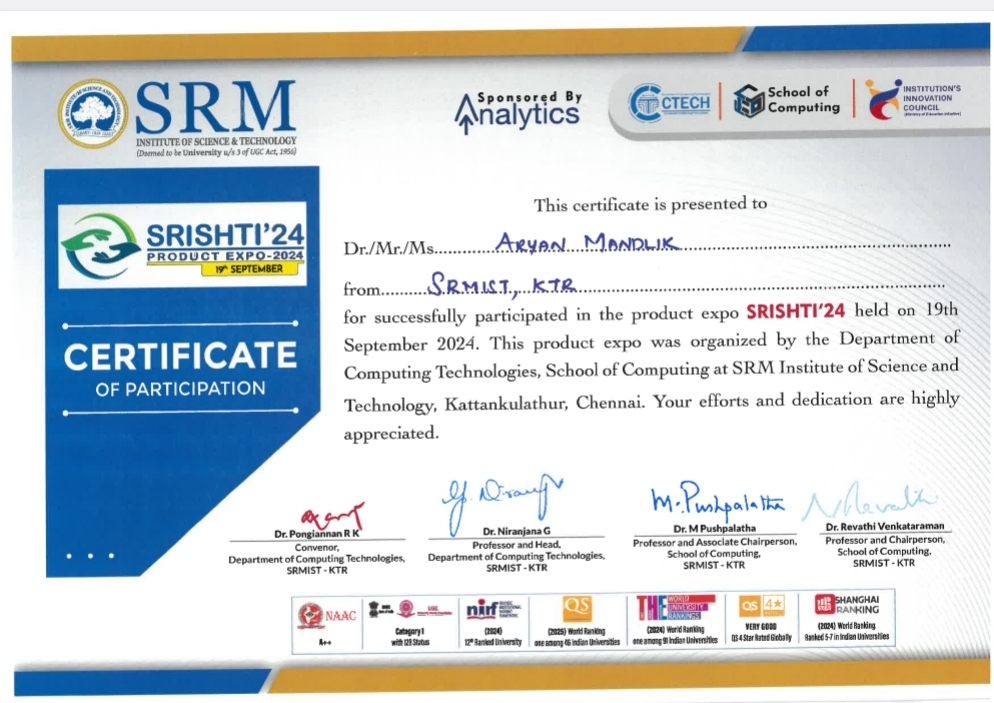 SRM
INSTITUTE OF SCIENCE & TECHNOLOGY
(Deemed to be University u/s 3 of UGC Act, 1956)
Sponsored By
Analytics
CTECH
School of
Computing
INSTITUTION'S
INNOVATION
COUNCIL
(Ministry of Education Initiative)
SRISHTI'24
PRODUCT EXPO-2024
19th SEPTEMBER
CERTIFICATE
OF PARTICIPATION
This certificate is presented to
Dr./Mr./Ms. ARYAN MANDLIK
from SRMIST, KTR
for successfully participated in the product expo SRISHTI'24 held on 19th
September 2024. This product expo was organized by the Department of
Computing Technologies, School of Computing at SRM Institute of Science and
Technology, Kattankulathur, Chennai. Your efforts and dedication are highly
appreciated.
M. Pushpalatha
N Revathi
Dr. Pongiannan R K
Convenor,
Department of Computing Technologies,
SRMIST - KTR
Dr. Niranjana G
Professor and Head,
Department of Computing Technologies,
SRMIST - KTR
Dr. M Pushpalatha
Professor and Associate Chairperson,
School of Computing,
SRMIST - KTR
Dr. Revathi Venkataraman
Professor and Chairperson,
School of Computing,
SRMIST - KTR
NAAC
A++
Category I
with 12B Status
nirf
(2024)
12th Ranked University
QS
(2025) World Ranking
one among 46 Indian Universities
THE WORLD
UNIVERSITY
RANKINGS
(2024) World Ranking
one among 91 Indian Universities
QS 4★
VERY GOOD
QS 4 Star Rated Globally
SHANGHAI
RANKING
(2024) World Ranking
Ranked 5-7 in Indian Universities